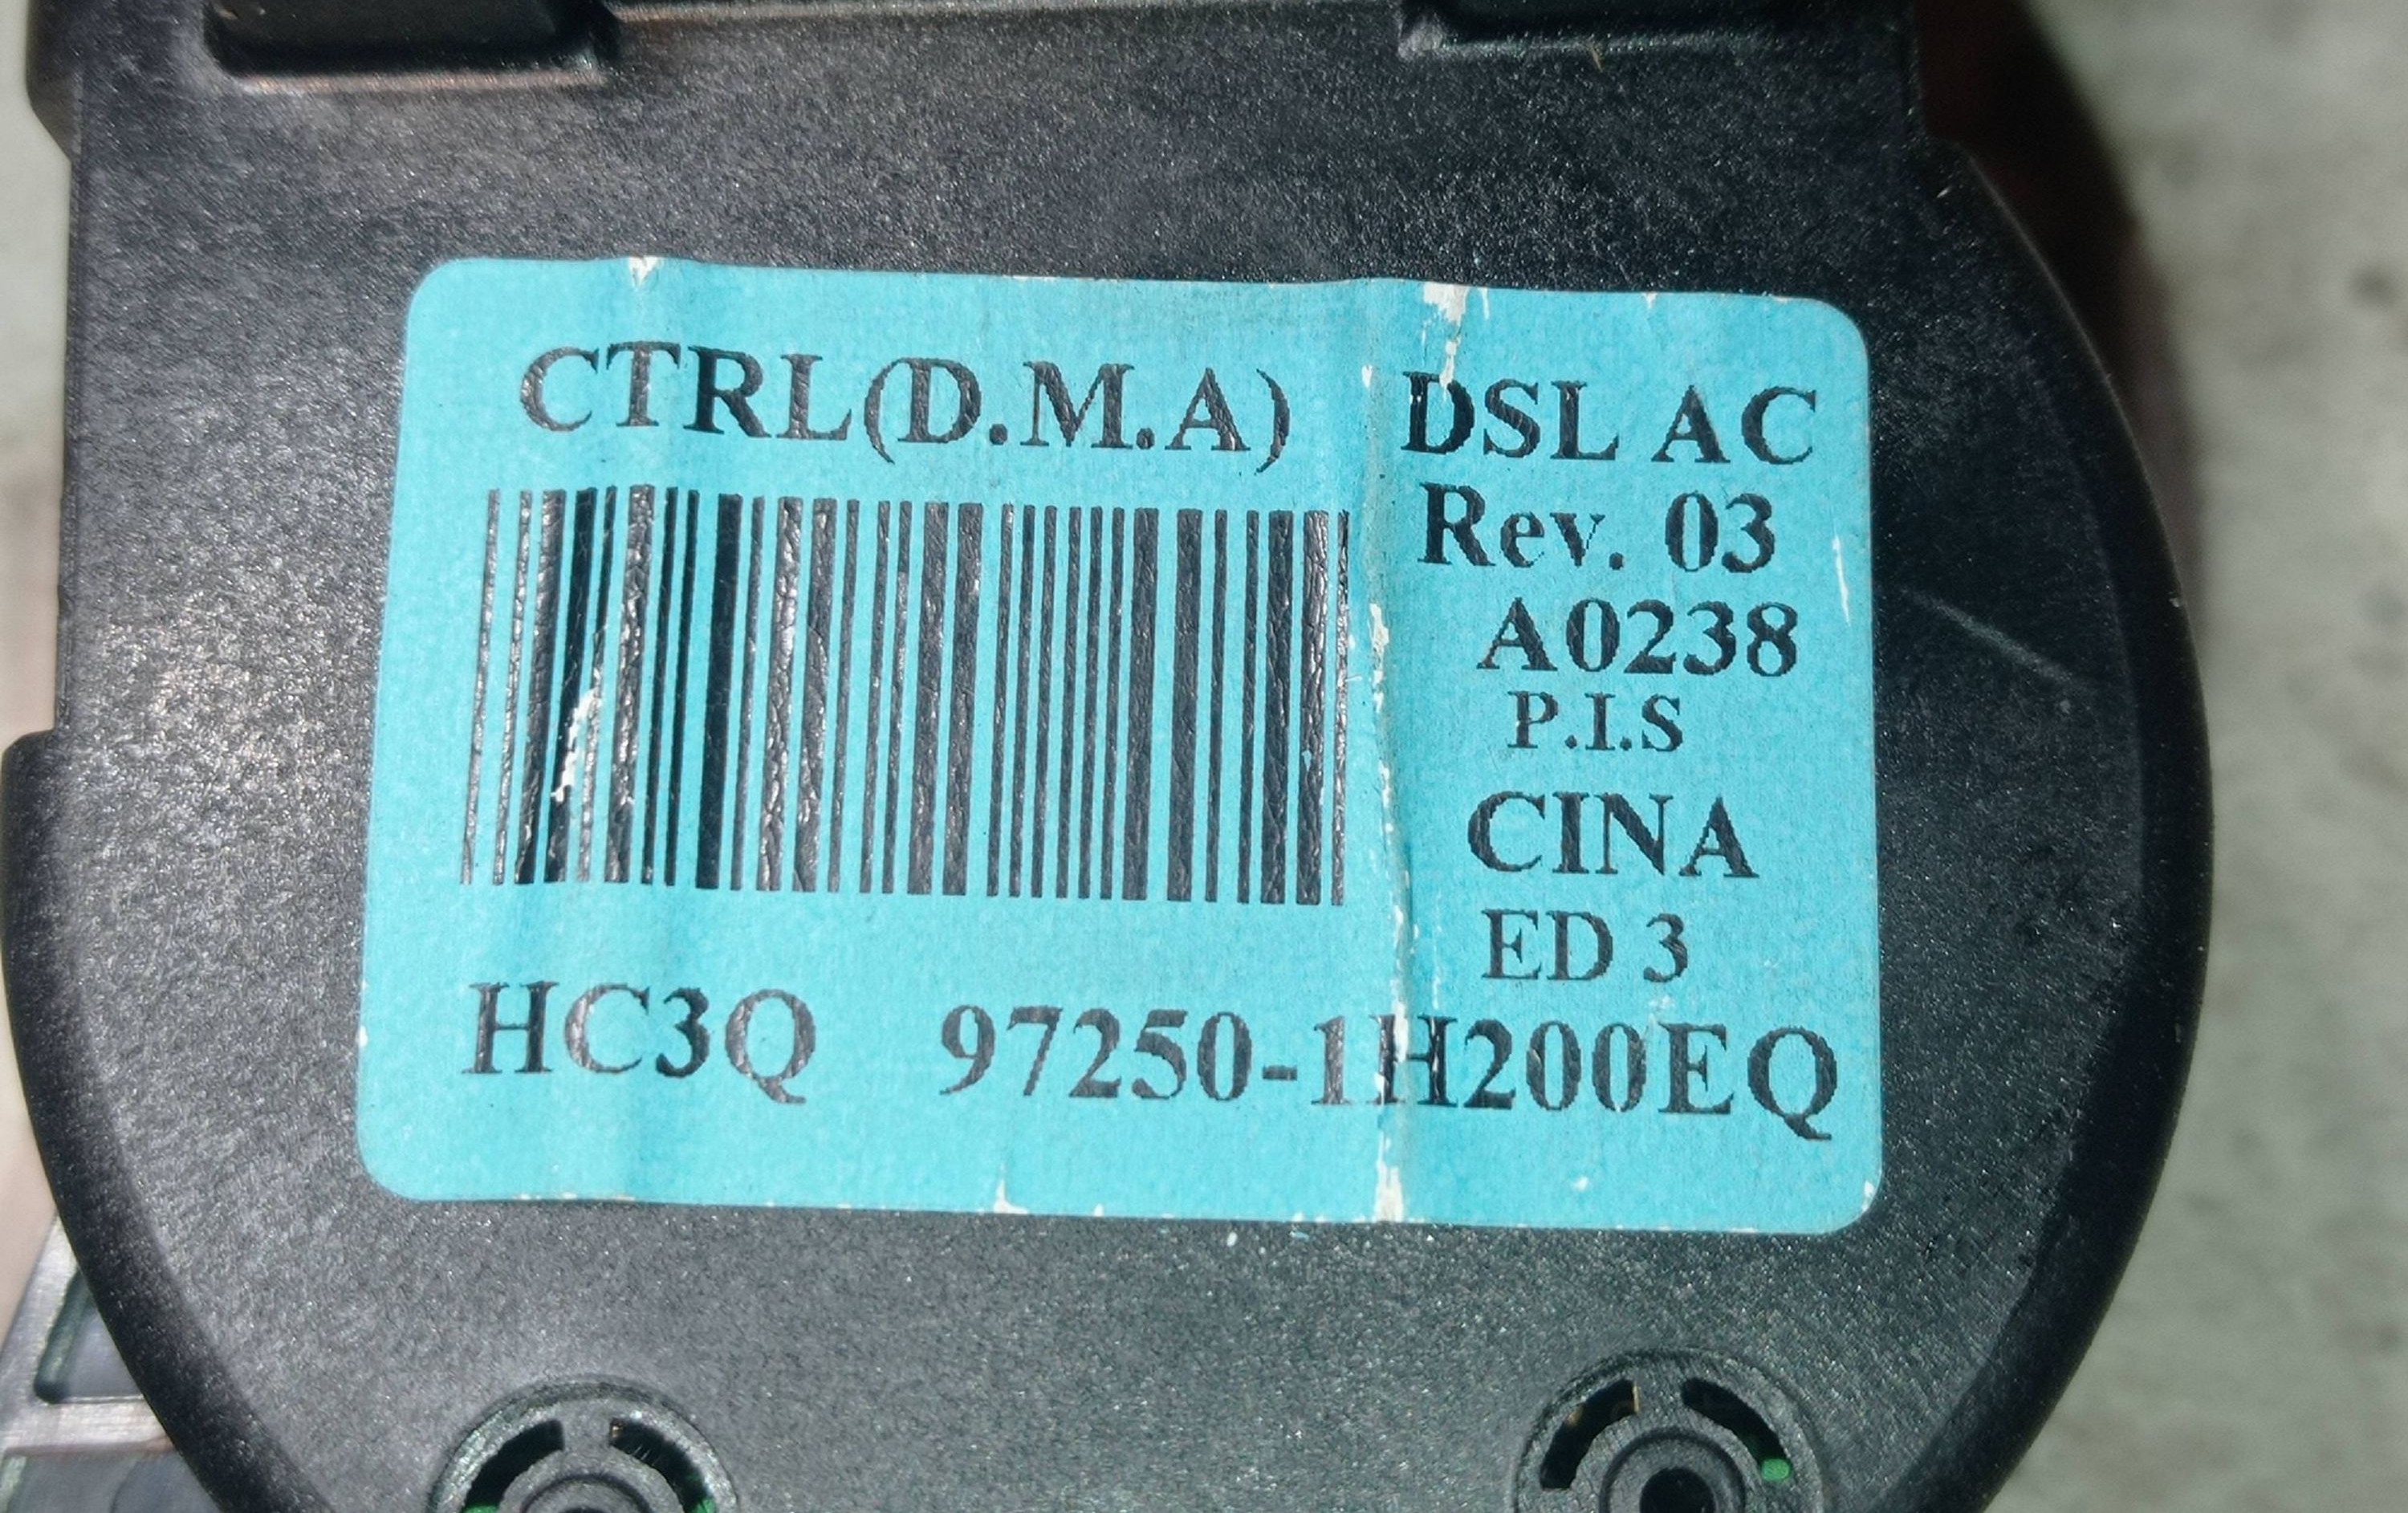 CTRL(D.M.A) DSL AC
Rev. 03
A0238
P.I.S
CINA
ED 3
HC3Q 97250-1H200EQ